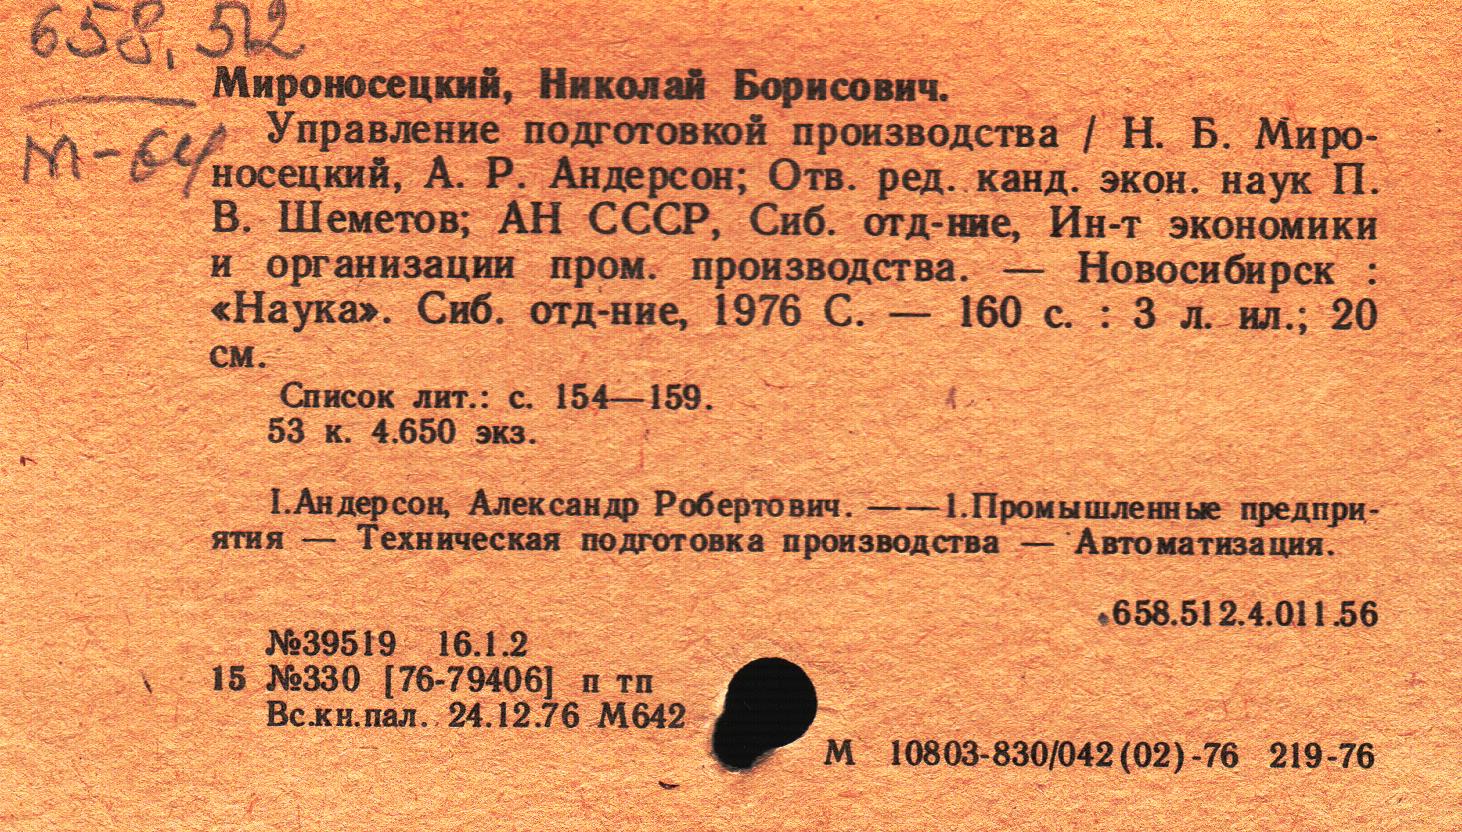 658.512
Мироносецкий, Николай Борисович.
М-64
Управление подготовкой производства / Н. Б. Миро-
носецкий, А. Р. Андерсон; Отв. ред. канд. экон. наук П.
В. Шеметов; АН СССР, Сиб. отд-ние, Ин-т экономики
и организации пром. производства. — Новосибирск :
«Наука». Сиб. отд-ние, 1976 С. — 160 с. : 3 л. ил.; 20
см.
Список лит.: с. 154—159.
53 к. 4.650 экз.
I.Андерсон, Александр Робертович. ——1.Промышленные предпри-
ятия — Техническая подготовка производства — Автоматизация.
658.512.4.011.56
№39519 16.1.2
15 №330 [76-79406] п тп
Вс.кн.пал. 24.12.76 М642
М 10803-830/042(02)-76 219-76